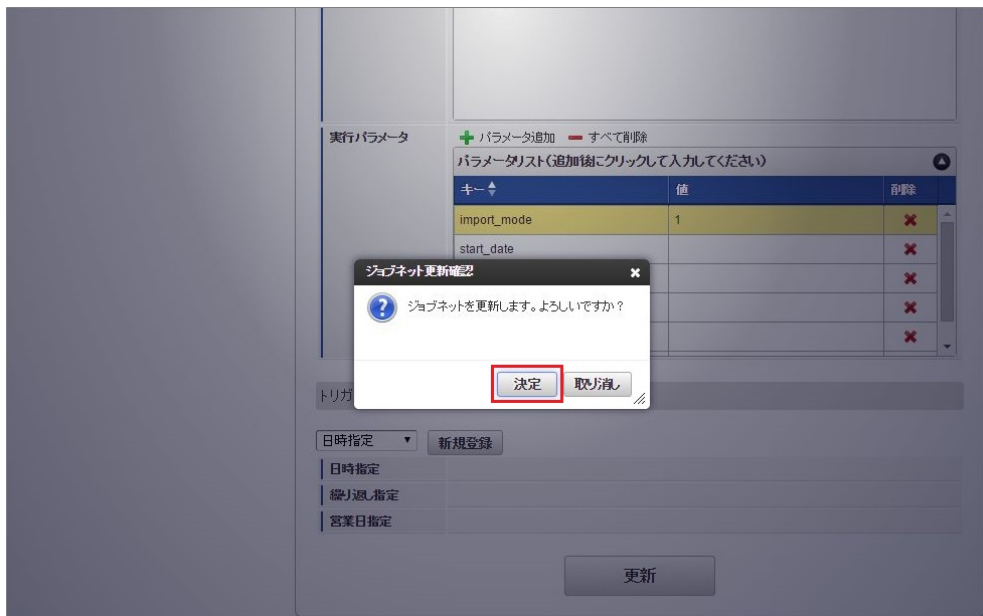 実行パラメータ
パラメータ追加 すべて削除
パラメータリスト(追加後にクリックして入力してください)
キー 値 削除
import_mode 1
start_date
ジョブネット更新確認
ジョブネットを更新します。よろしいですか?
決定 取り消し
トリガ
日時指定 新規登録
日時指定
繰り返し指定
営業日指定
更新